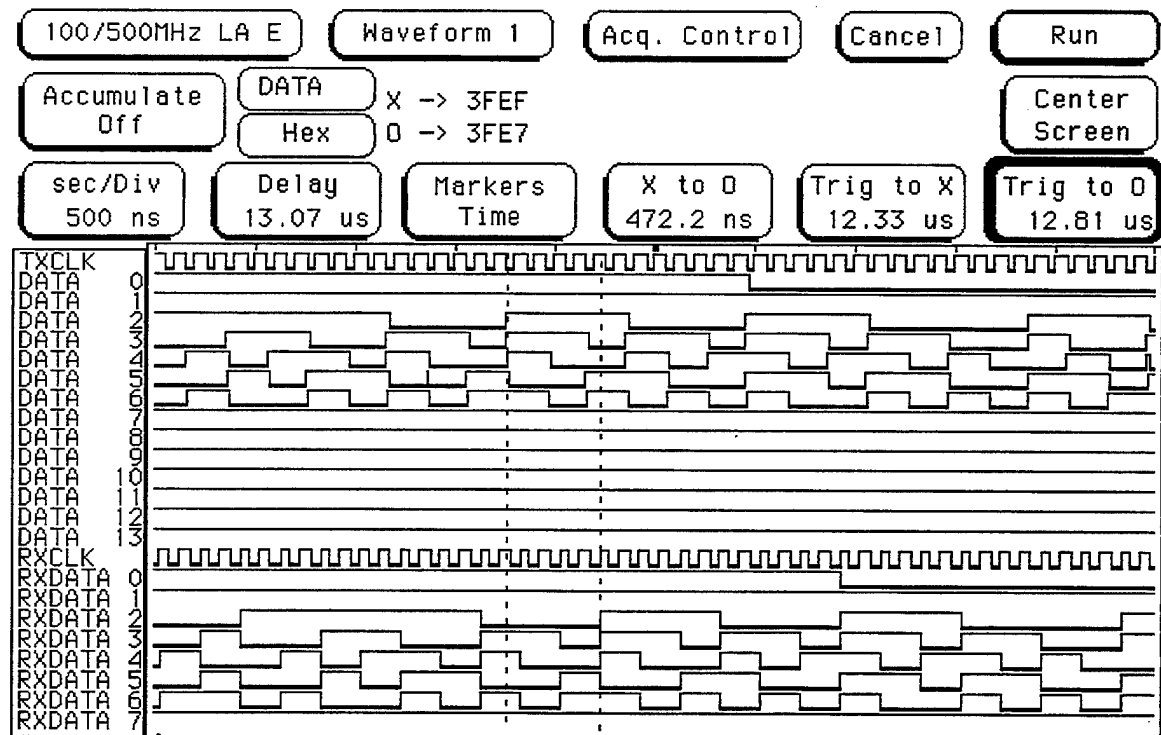 100/500MHz LA E Waveform 1 Acq. Control Cancel Run
Accumulate Off DATA X -> 3FEF Center Screen
Hex O -> 3FE7
sec/Div Delay Markers X to O Trig to X Trig to O
500 ns 13.07 us Time 472.2 ns 12.33 us 12.81 us
TXCLK
DATA 0
DATA 1
DATA 2
DATA 3
DATA 4
DATA 5
DATA 6
DATA 7
DATA 8
DATA 9
DATA 10
DATA 11
DATA 12
DATA 13
RXCLK
RXDATA 0
RXDATA 1
RXDATA 2
RXDATA 3
RXDATA 4
RXDATA 5
RXDATA 6
RXDATA 7